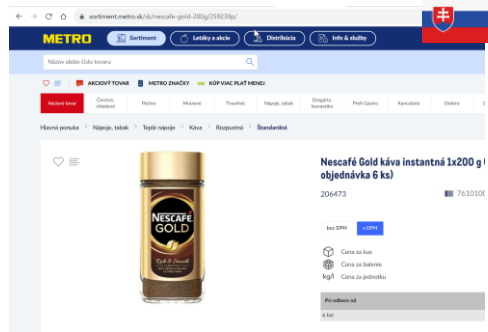 sortiment.metro.sk/sk/nescafe-gold-200g/259230p/
METRO Sortiment Letáky a akcie Distribúcia Info & služby
Názov alebo číslo tovaru
AKCIOVÝ TOVAR METRO ZNAČKY KÚP VIAC PLAŤ MENEJ
Akciový tovar Čerstvé, chladené Pečivo Mrazené Trvanlivé Nápoje, tabak Drogéria, kozmetika Profi Gastro Kancelária Elektro
Hlavná ponuka Nápoje, tabak Teplé nápoje Káva Rozpustná Štandardná
Nescafé Gold káva instantná 1x200 g
objednávka 6 ks)
206473 7610100
bez DPH s DPH
Cena za kus
Cena za balenie
kg/l Cena za jednotku
Pri odbere od
6 bal.
NESCAFÉ
GOLD
Rich & Smooth